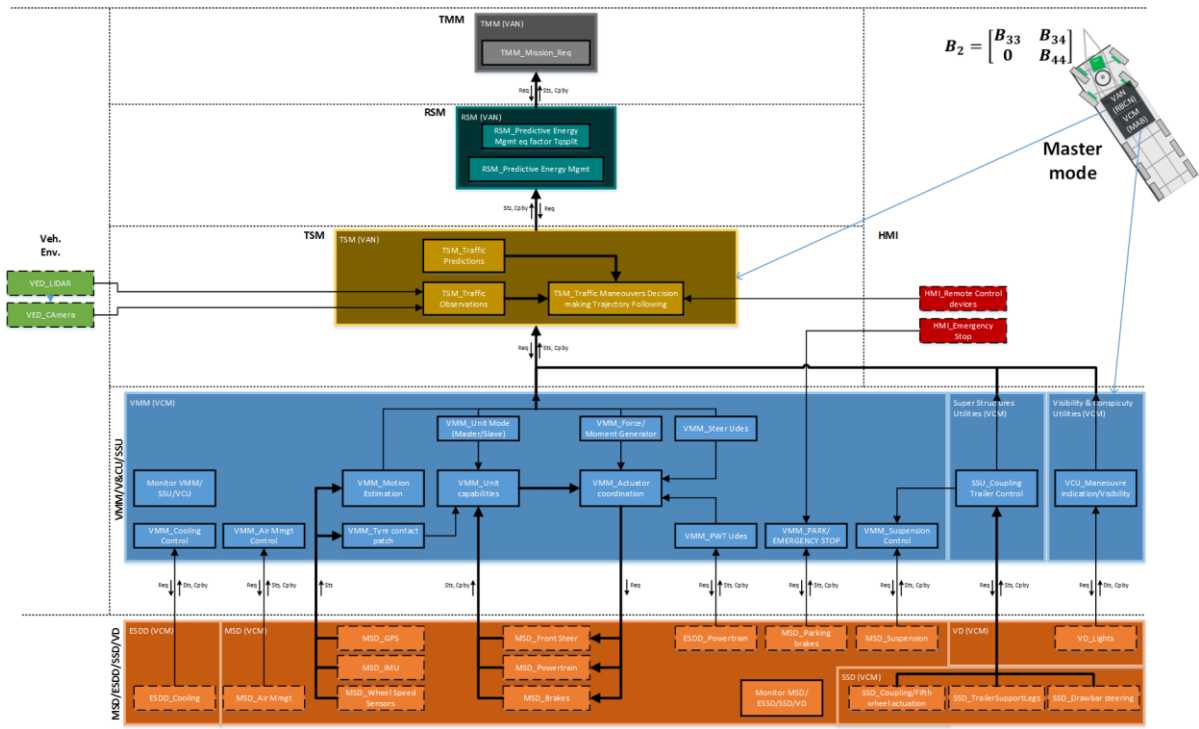 TMM
TMM (VAN)
TMM_Mission_Req
Req
Sts, Cpby
RSM
RSM (VAN)
RSM_Predictive Energy
Mgmt eq factor Tqsplit
RSM_Predictive Energy Mgmt
Sts, Cpby
Req
B₂ = [B₃₃ B₃₄
0 B₄₄]
VAN
(RBCN)
VCM
(MAB)
Master
mode
Veh.
Env.
TSM
HMI
TSM (VAN)
TSM_Traffic
Predictions
VED_LIDAR
VED_CAmera
TSM_Traffic
Observations
TSM_Traffic Maneuvers Decision
making Trajectory Following
HMI_Remote Control
devices
HMI_Emergency
Stop
Req
Sts, Cpby
VMM/V&CU/SSU
VMM (VCM)
Super Structures
Utilities (VCM)
Visibility & Conspicuty
Utilities (VCM)
VMM_Unit Mode
(Master/Slave)
VMM_Force/
Moment Generator
VMM_Steer Udes
Monitor VMM/
SSU/VCU
VMM_Motion
Estimation
VMM_Unit
capabilities
VMM_Actuator
coordination
SSU_Coupling
Trailer Control
VCU_Maneuvre
indication/Visibility
VMM_Cooling
Control
VMM_Air Mmgt
Control
VMM_Tyre contact
patch
VMM_PWT Udes
VMM_PARK/
EMERGENCY STOP
VMM_Suspension
Control
Req
Sts, Cpby
Req
Sts, Cpby
Sts
Sts, Cpby
Req
Req
Sts, Cpby
Req
Sts, Cpby
Req
Sts, Cpby
Req
Sts, Cpby
Req
Sts, Cpby
MSD/ESDD/SSD/VD
ESDD (VCM)
MSD (VCM)
VD (VCM)
MSD_GPS
MSD_Front Steer
ESDD_Powertrain
MSD_Parking
brakes
MSD_Suspension
VD_Lights
MSD_IMU
MSD_Powertrain
SSD (VCM)
ESDD_Cooling
MSD_Air Mmgt
MSD_Wheel Speed
Sensors
MSD_Brakes
Monitor MSD/
ESSD/SSD/VD
SSD_Coupling/Fifth
wheel actuation
SSD_TrailerSupportLegs
SSD_Drawbar steering